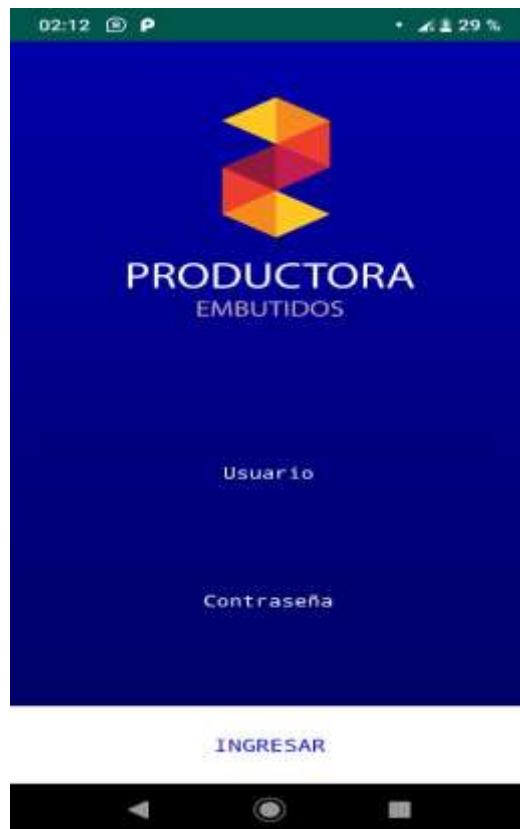 02:12 P 29 %
PRODUCTORA
EMBUTIDOS
Usuario
Contraseña
INGRESAR